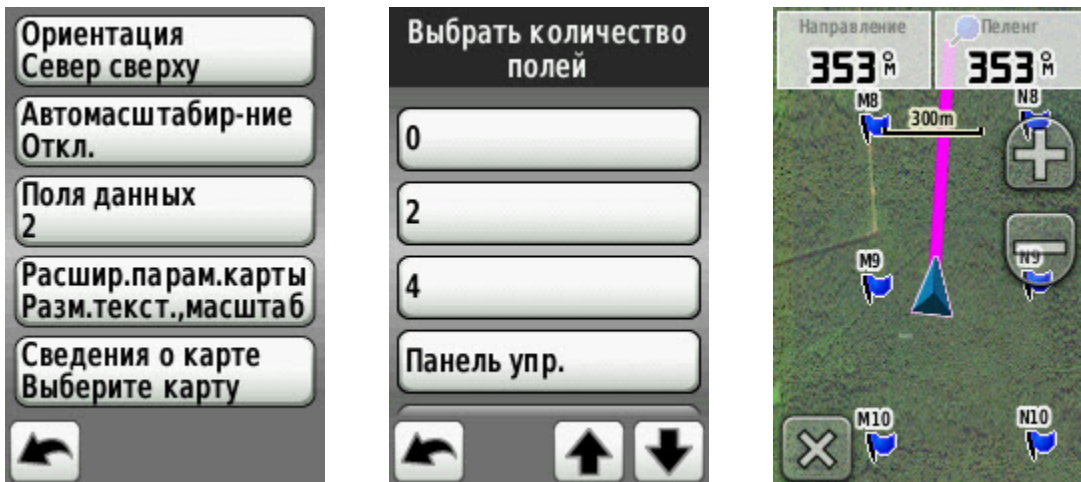 Ориентация
Север сверху
Автомасштабир-ние
Откл.
Поля данных
2
Расшир.парам.карты
Разм.текст.,масштаб
Сведения о карте
Выберите карту
Выбрать количество
полей
0
2
4
Панель упр.
Направление
353°M
Пеленг
353°M
M8
300m
N8
M9
N9
M10
N10